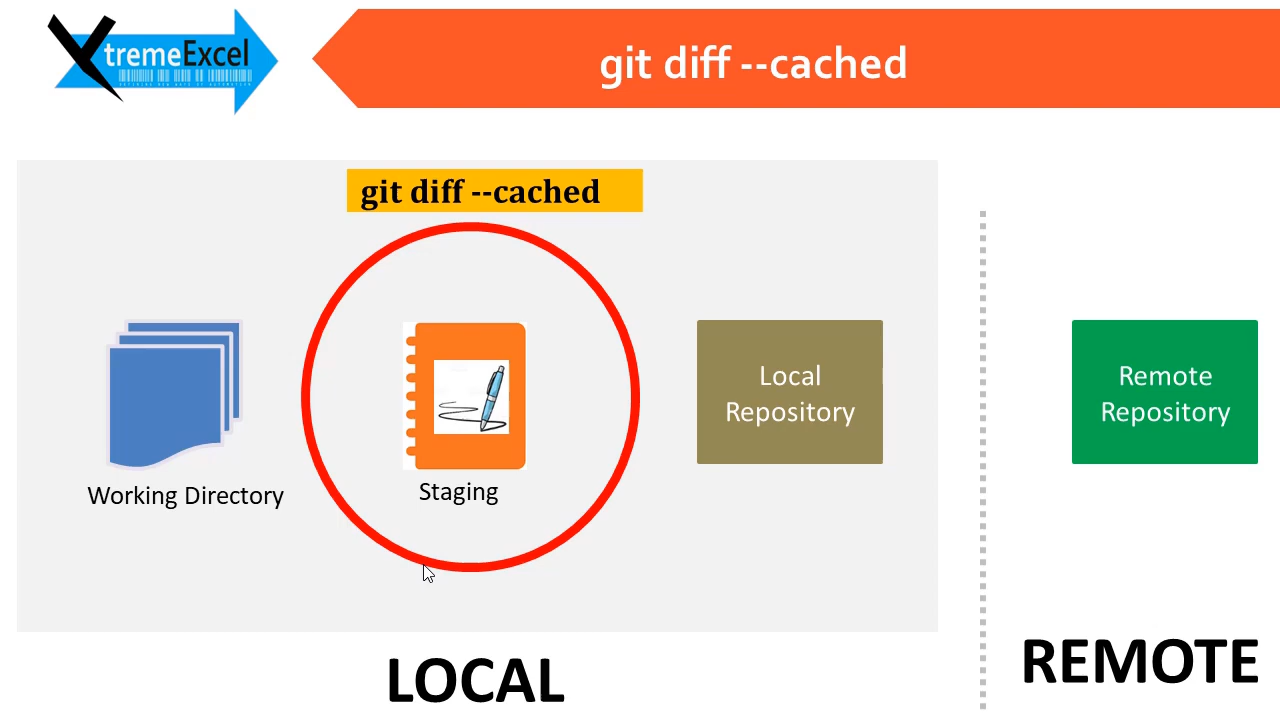 XtremeExcel
git diff --cached
git diff --cached
Working Directory
Staging
Local
Repository
Remote
Repository
LOCAL
REMOTE